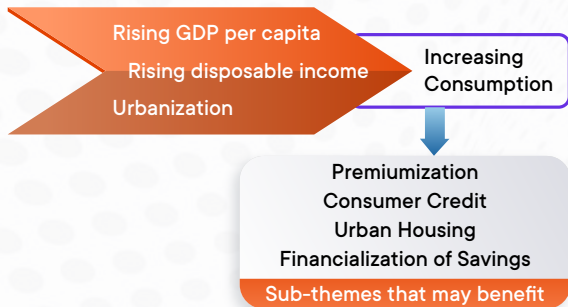 Rising GDP per capita
Rising disposable income
Urbanization
Increasing
Consumption
Premiumization
Consumer Credit
Urban Housing
Financialization of Savings
Sub-themes that may benefit